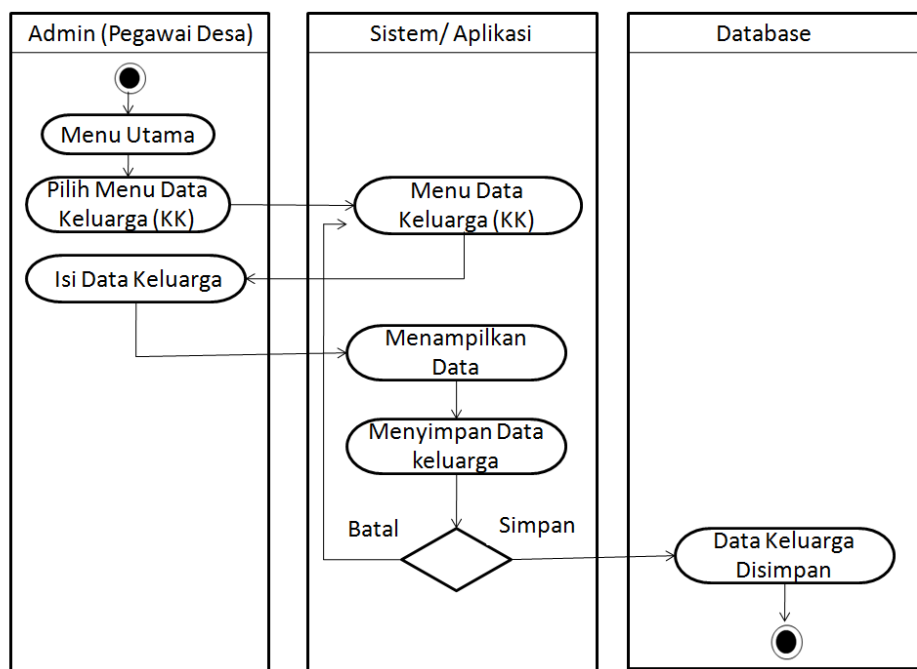 Admin (Pegawai Desa)
Sistem/ Aplikasi
Database
Menu Utama
Pilih Menu Data
Keluarga (KK)
Menu Data
Keluarga (KK)
Isi Data Keluarga
Menampilkan
Data
Menyimpan Data
keluarga
Batal
Simpan
Data Keluarga
Disimpan